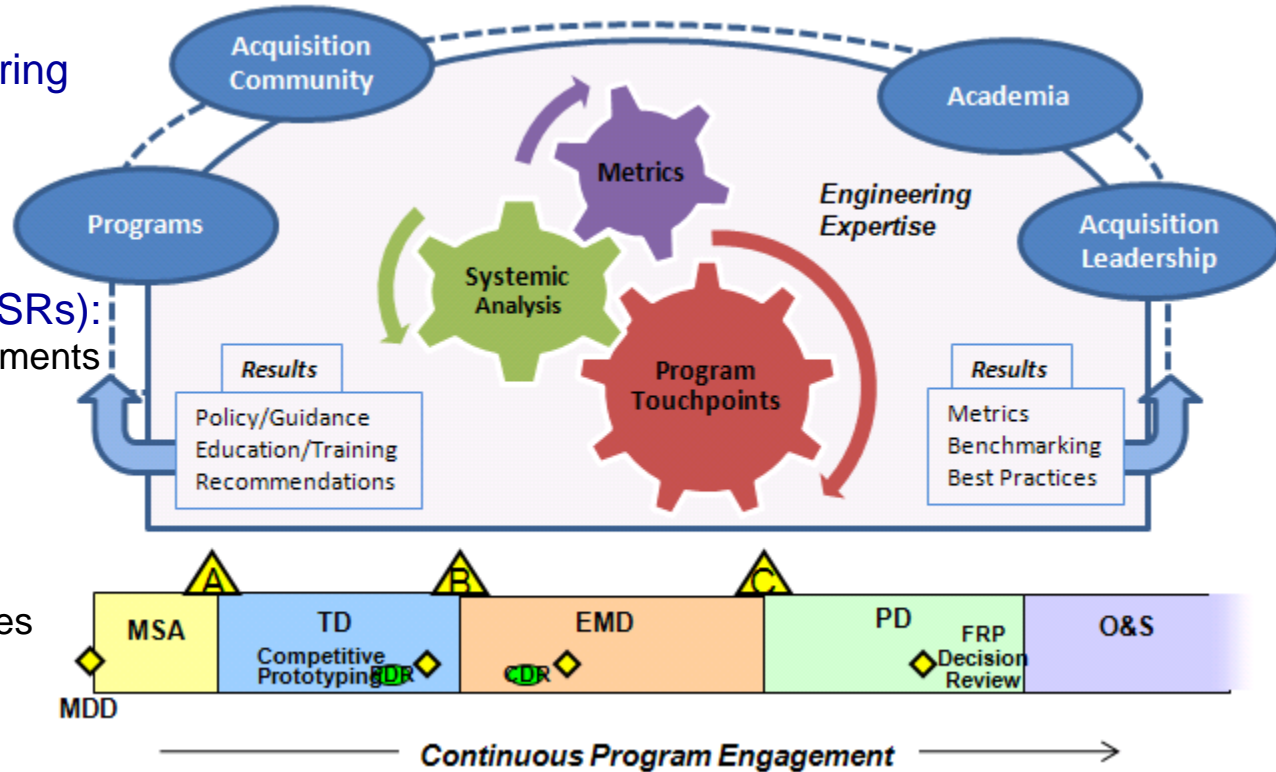 ring
Acquisition
Community
Academia
Programs
Acquisition
Leadership
Metrics
Engineering
Expertise
Systemic
Analysis
Program
Touchpoints
SRs):
ments
Results
Policy/Guidance
Education/Training
Recommendations
Results
Metrics
Benchmarking
Best Practices
es
A
B
C
MSA
TD
Competitive
Prototyping
PDR
EMD
CDR
PD
FRP
Decision
Review
O&S
MDD
Continuous Program Engagement